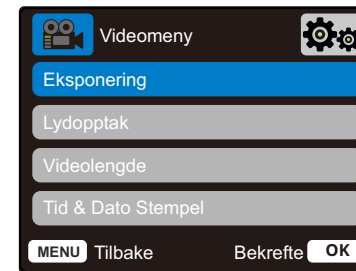 Videomeny
Eksponering
Lydopptak
Videolengde
Tid & Dato Stempel
MENU Tilbake Bekrefte OK